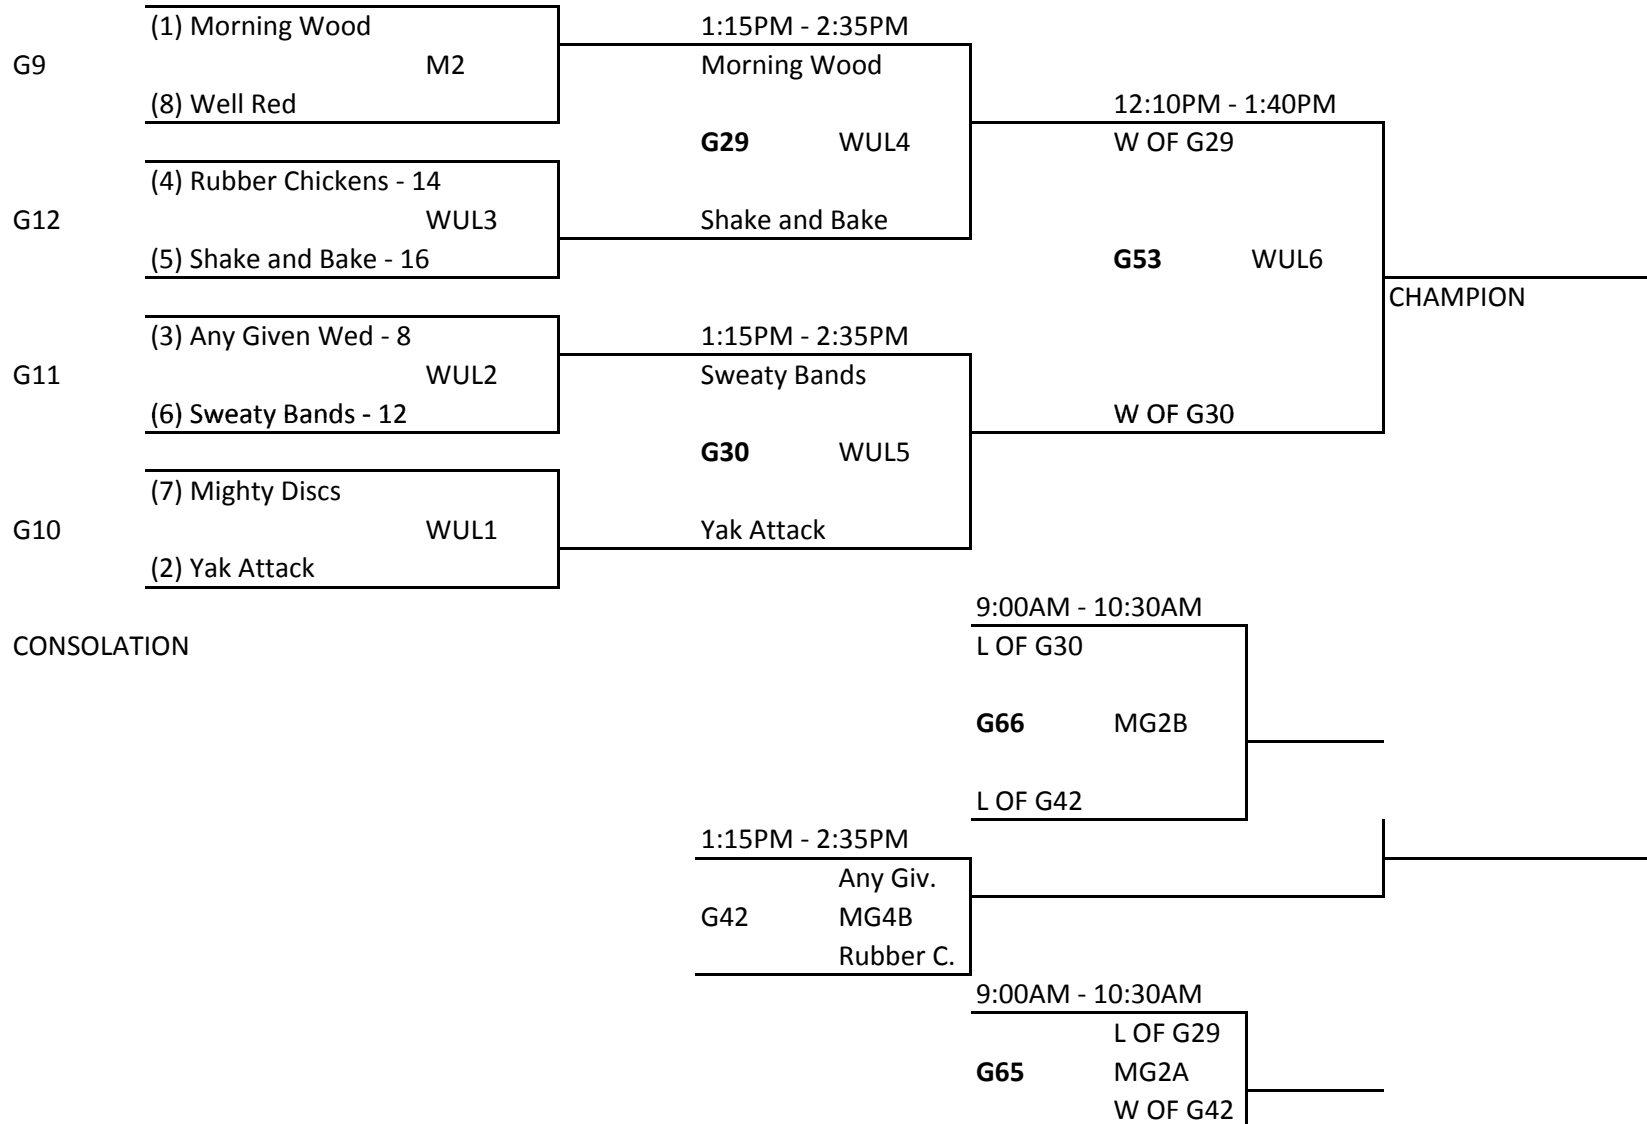 (1) Morning Wood 1:15PM - 2:35PM
G9 M2 Morning Wood
(8) Well Red 12:10PM - 1:40PM
G29 WUL4 W OF G29
(4) Rubber Chickens - 14
G12 WUL3 Shake and Bake
(5) Shake and Bake - 16 G53 WUL6
CHAMPION
(3) Any Given Wed - 8 1:15PM - 2:35PM
G11 WUL2 Sweaty Bands
(6) Sweaty Bands - 12 W OF G30
G30 WUL5
(7) Mighty Discs
G10 WUL1 Yak Attack
(2) Yak Attack
9:00AM - 10:30AM
CONSOLATION L OF G30
G66 MG2B
L OF G42
1:15PM - 2:35PM
Any Giv.
G42 MG4B
Rubber C.
9:00AM - 10:30AM
L OF G29
G65 MG2A
W OF G42